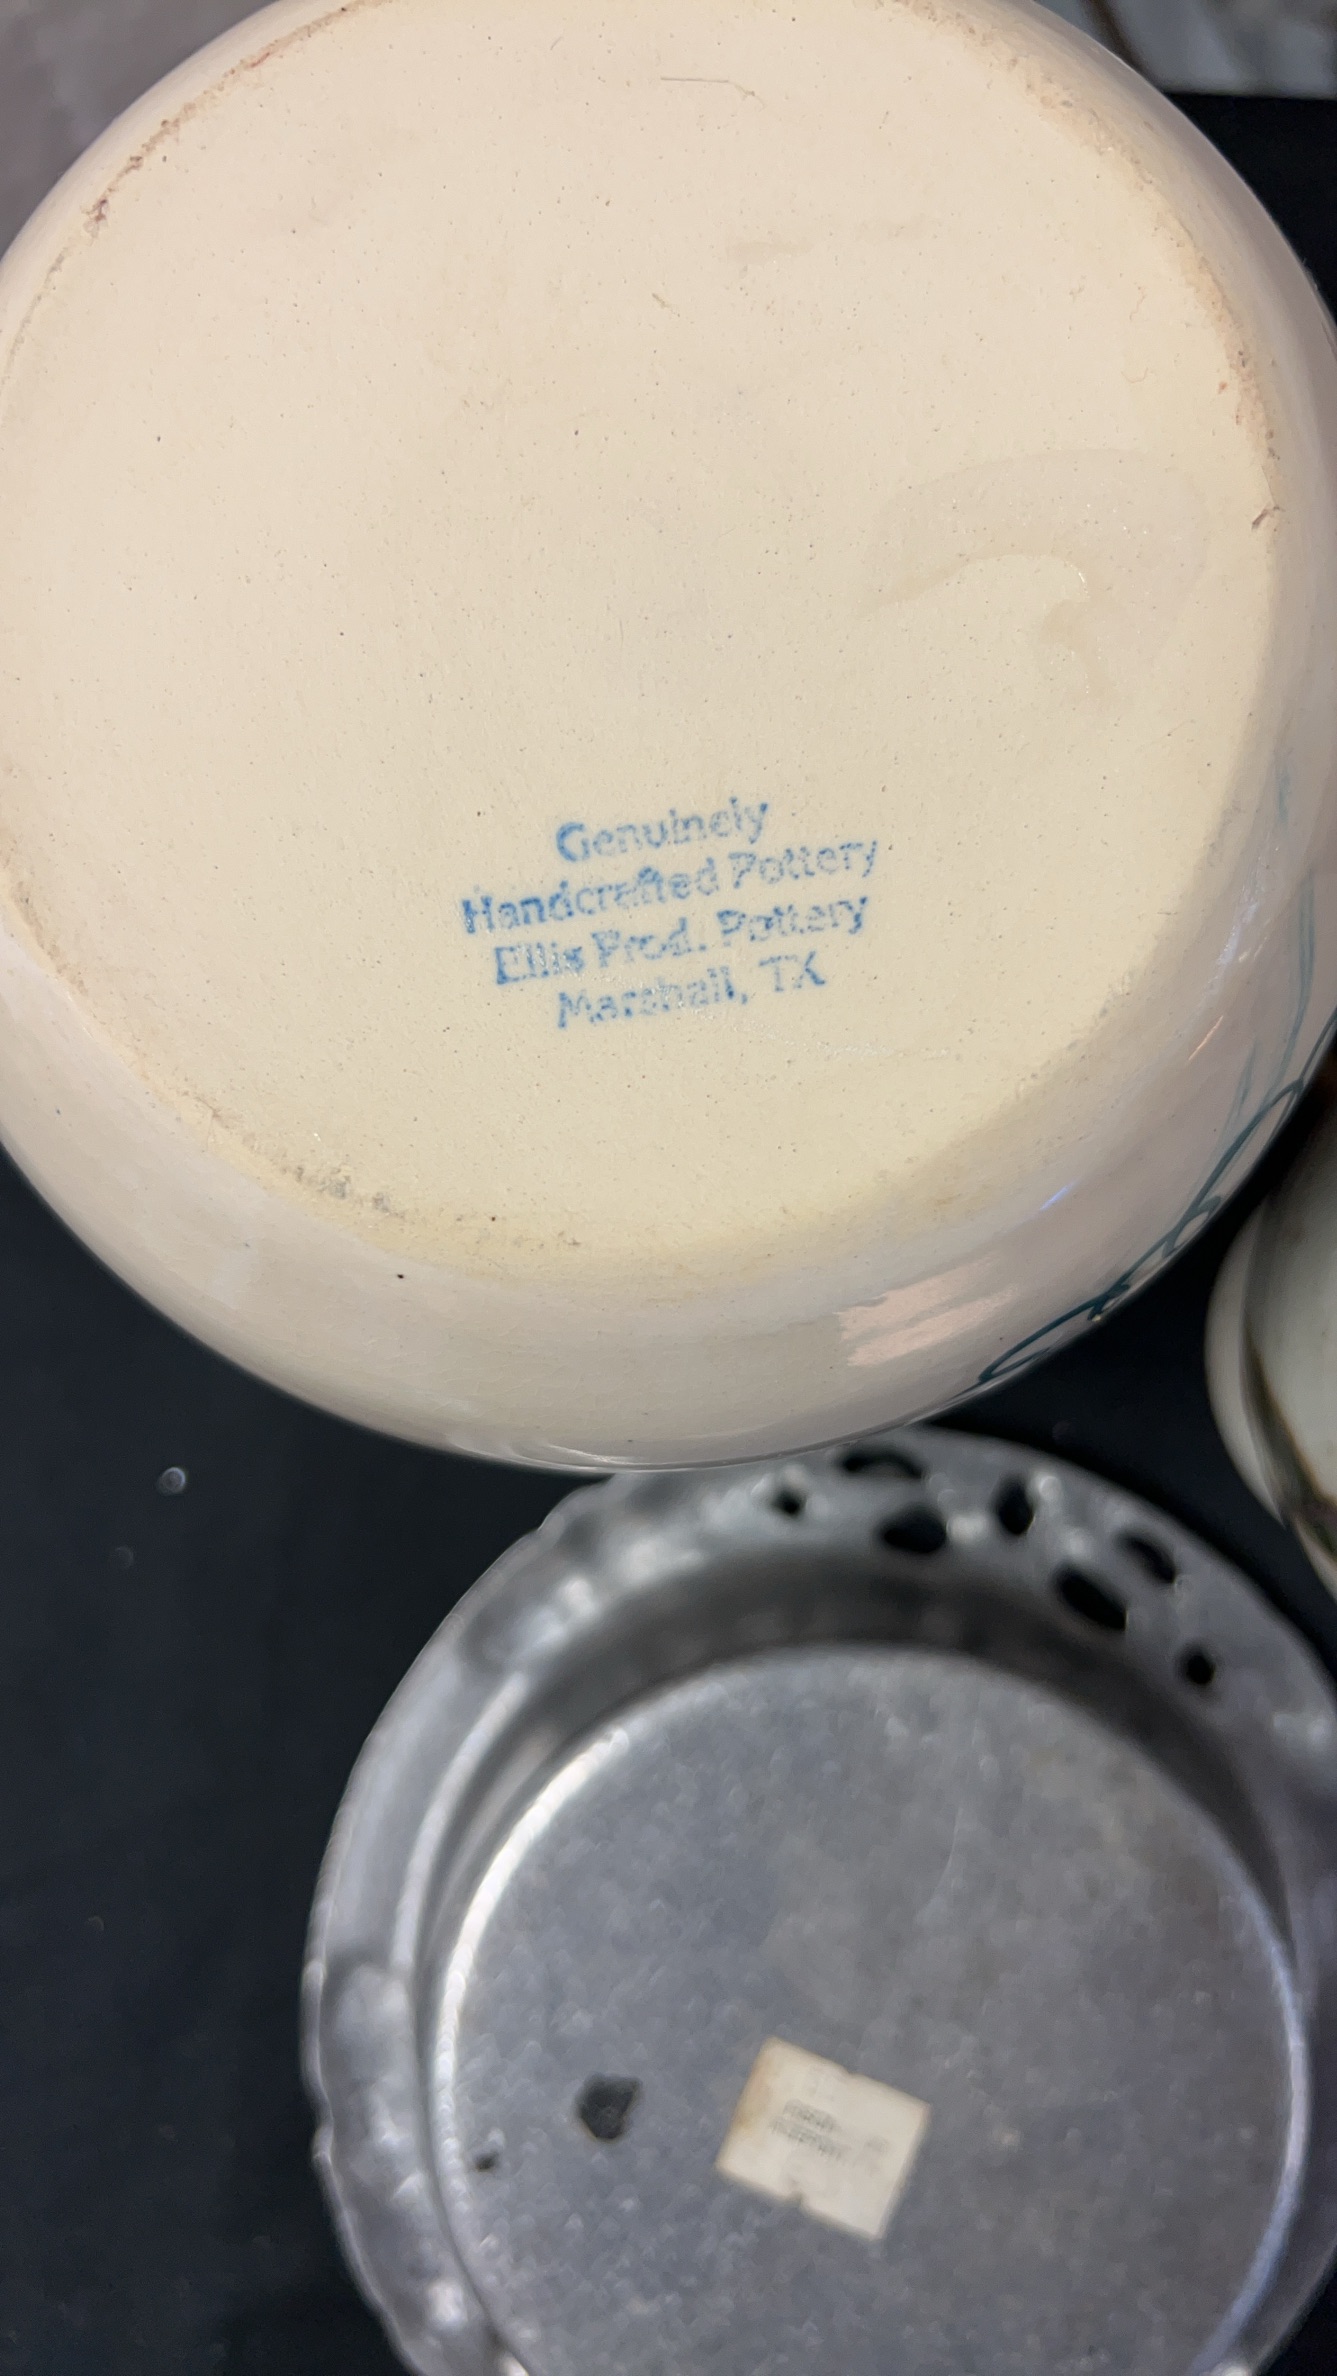 Genuinely
Handcrafted Pottery
Ellis Prod. Pottery
Marshall, TX